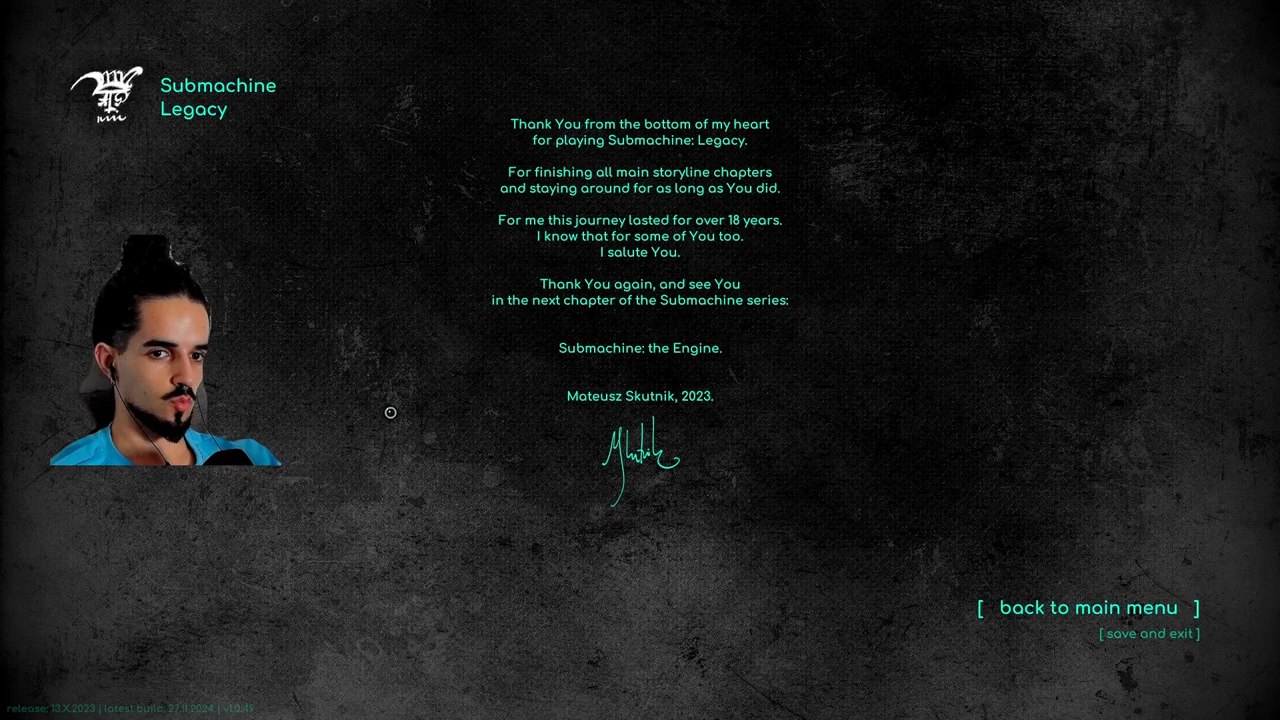 Submachine
Legacy
Thank You from the bottom of my heart
for playing Submachine: Legacy.
For finishing all main storyline chapters
and staying around for as long as You did.
For me this journey lasted for over 18 years.
I know that for some of You too.
I salute You.
Thank You again, and see You
in the next chapter of the Submachine series:
Submachine: the Engine.
Mateusz Skutnik, 2023.
[ back to main menu ]
[ save and exit ]
release: 13.X.2023 | latest build: 27.II.2024 | v1.0.49